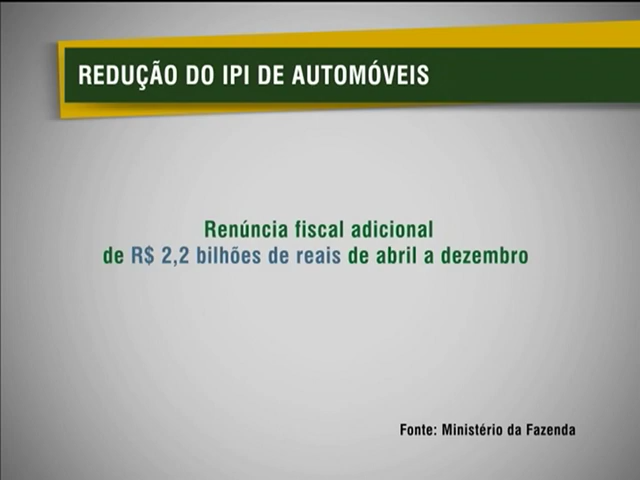 REDUÇÃO DO IPI DE AUTOMÓVEIS
Renúncia fiscal adicional
de R$ 2,2 bilhões de reais de abril a dezembro
Fonte: Ministério da Fazenda